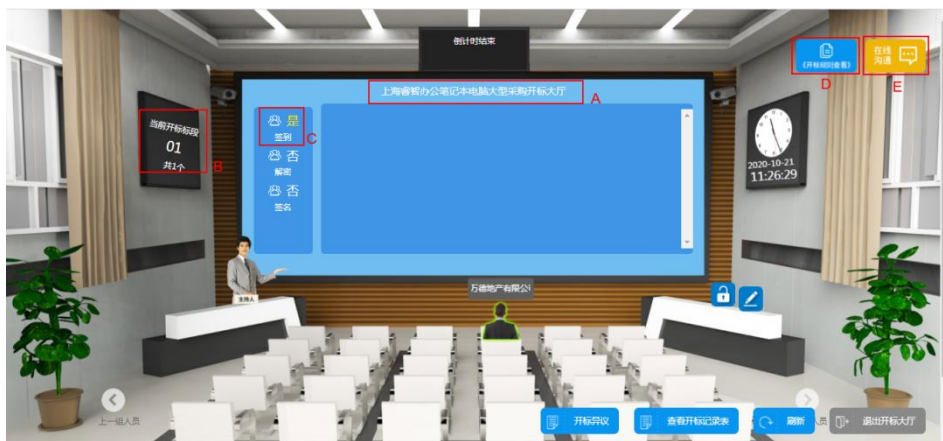 倒计时结束
《开标规则查看》
在线
沟通
D
E
上海睿智办公笔记本电脑大型采购开标大厅
A
当前开标标段
01
共1个
B
是
签到
C
否
解密
否
签名
2020-10-21
11:26:29
主持人
万德地产有限公
上一组人员
员
开标异议
查看开标记录表
刷新
退出开标大厅